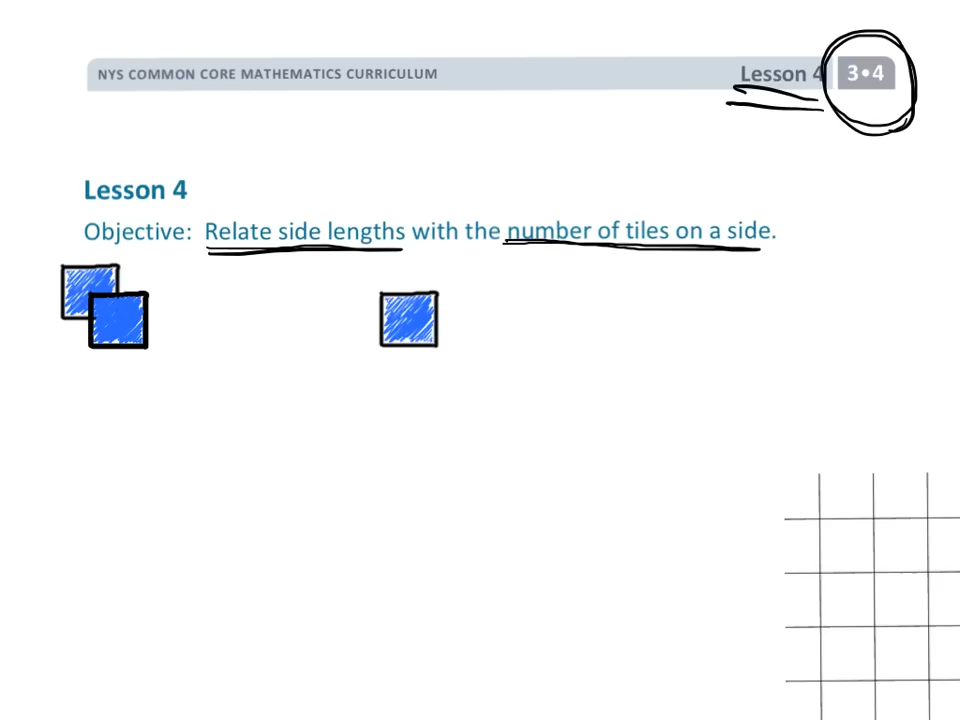 NYS COMMON CORE MATHEMATICS CURRICULUM Lesson 4 3•4
Lesson 4
Objective: Relate side lengths with the number of tiles on a side.